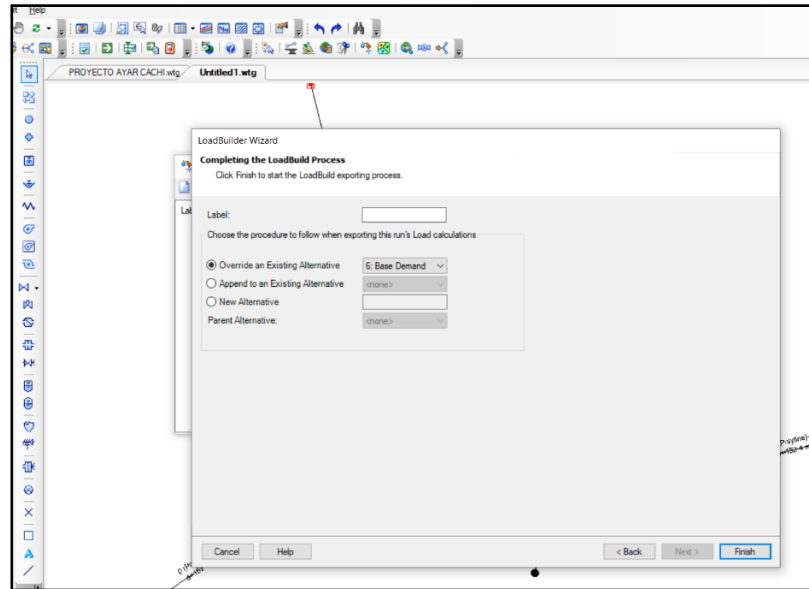 Help
PROYECTO AYAR CACHI.wtg
Untitled1.wtg
LoadBuilder Wizard
Completing the LoadBuild Process
Click Finish to start the LoadBuild exporting process.
Label:
Choose the procedure to follow when exporting this run's Load calculations
Override an Existing Alternative 6: Base Demand
Append to an Existing Alternative <none>
New Alternative
Parent Alternative: <none>
Cancel Help < Back Next > Finish